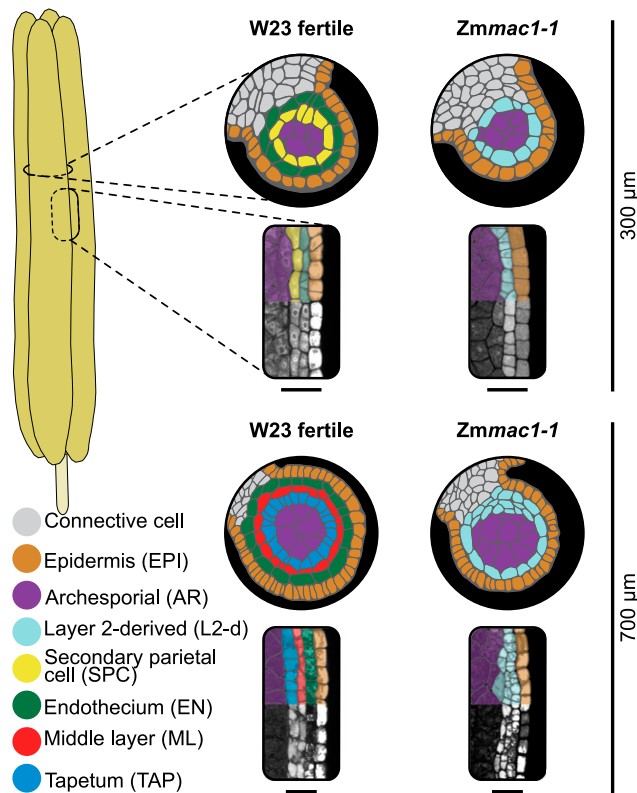 W23 fertile
Zmmac1-1
300 µm
W23 fertile
Zmmac1-1
700 µm
Connective cell
Epidermis (EPI)
Archesporial (AR)
Layer 2-derived (L2-d)
Secondary parietal
cell (SPC)
Endothecium (EN)
Middle layer (ML)
Tapetum (TAP)